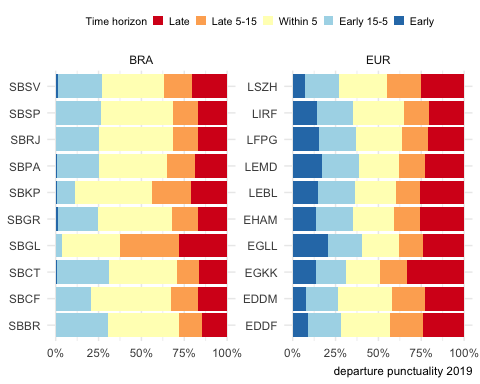 Time horizon Late Late 5-15 Within 5 Early 15-5 Early
BRA
SBSV
SBSP
SBRJ
SBPA
SBKP
SBGR
SBGL
SBCT
SBCF
SBBR
0% 25% 50% 75% 100%
EUR
LSZH
LIRF
LFPG
LEMD
LEBL
EHAM
EGLL
EGKK
EDDM
EDDF
0% 25% 50% 75% 100%
departure punctuality 2019